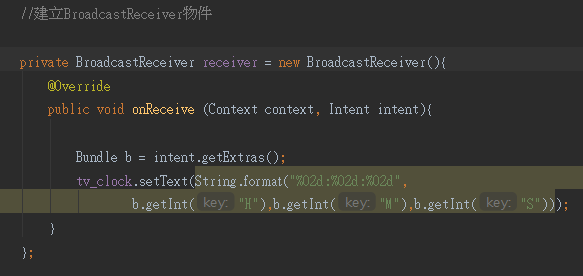 //建立BroadcastReceiver物件
private BroadcastReceiver receiver = new BroadcastReceiver(){
@Override
public void onReceive (Context context, Intent intent){
Bundle b = intent.getExtras();
tv_clock.setText(String.format("%02d:%02d:%02d",
b.getInt( key: "H"),b.getInt( key: "M"),b.getInt( key: "S")));
}
};